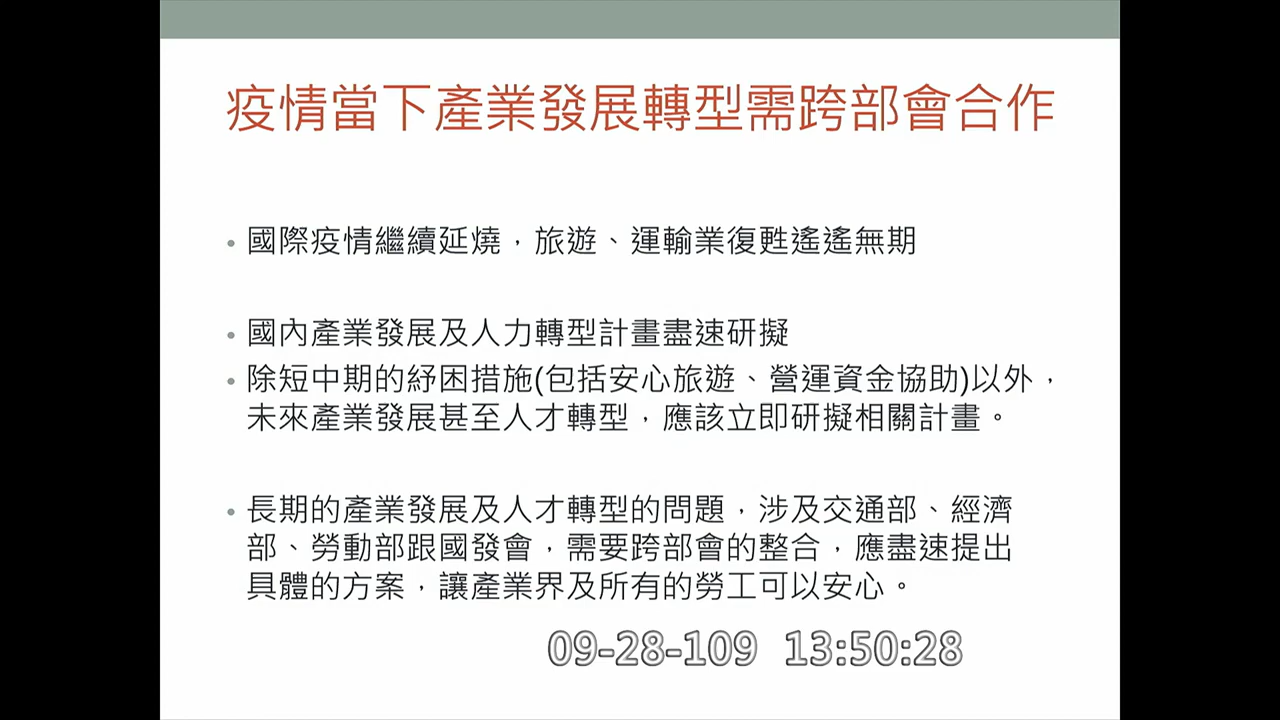 疫情當下產業發展轉型需跨部會合作
• 國際疫情繼續延燒，旅遊、運輸業復甦遙遙無期
• 國內產業發展及人力轉型計畫盡速研擬
• 除短中期的紓困措施(包括安心旅遊、營運資金協助)以外，
未來產業發展甚至人才轉型，應該立即研擬相關計畫。
• 長期的產業發展及人才轉型的問題，涉及交通部、經濟
部、勞動部跟國發會，需要跨部會的整合，應盡速提出
具體的方案，讓產業界及所有的勞工可以安心。
09-28-109 13:50:28